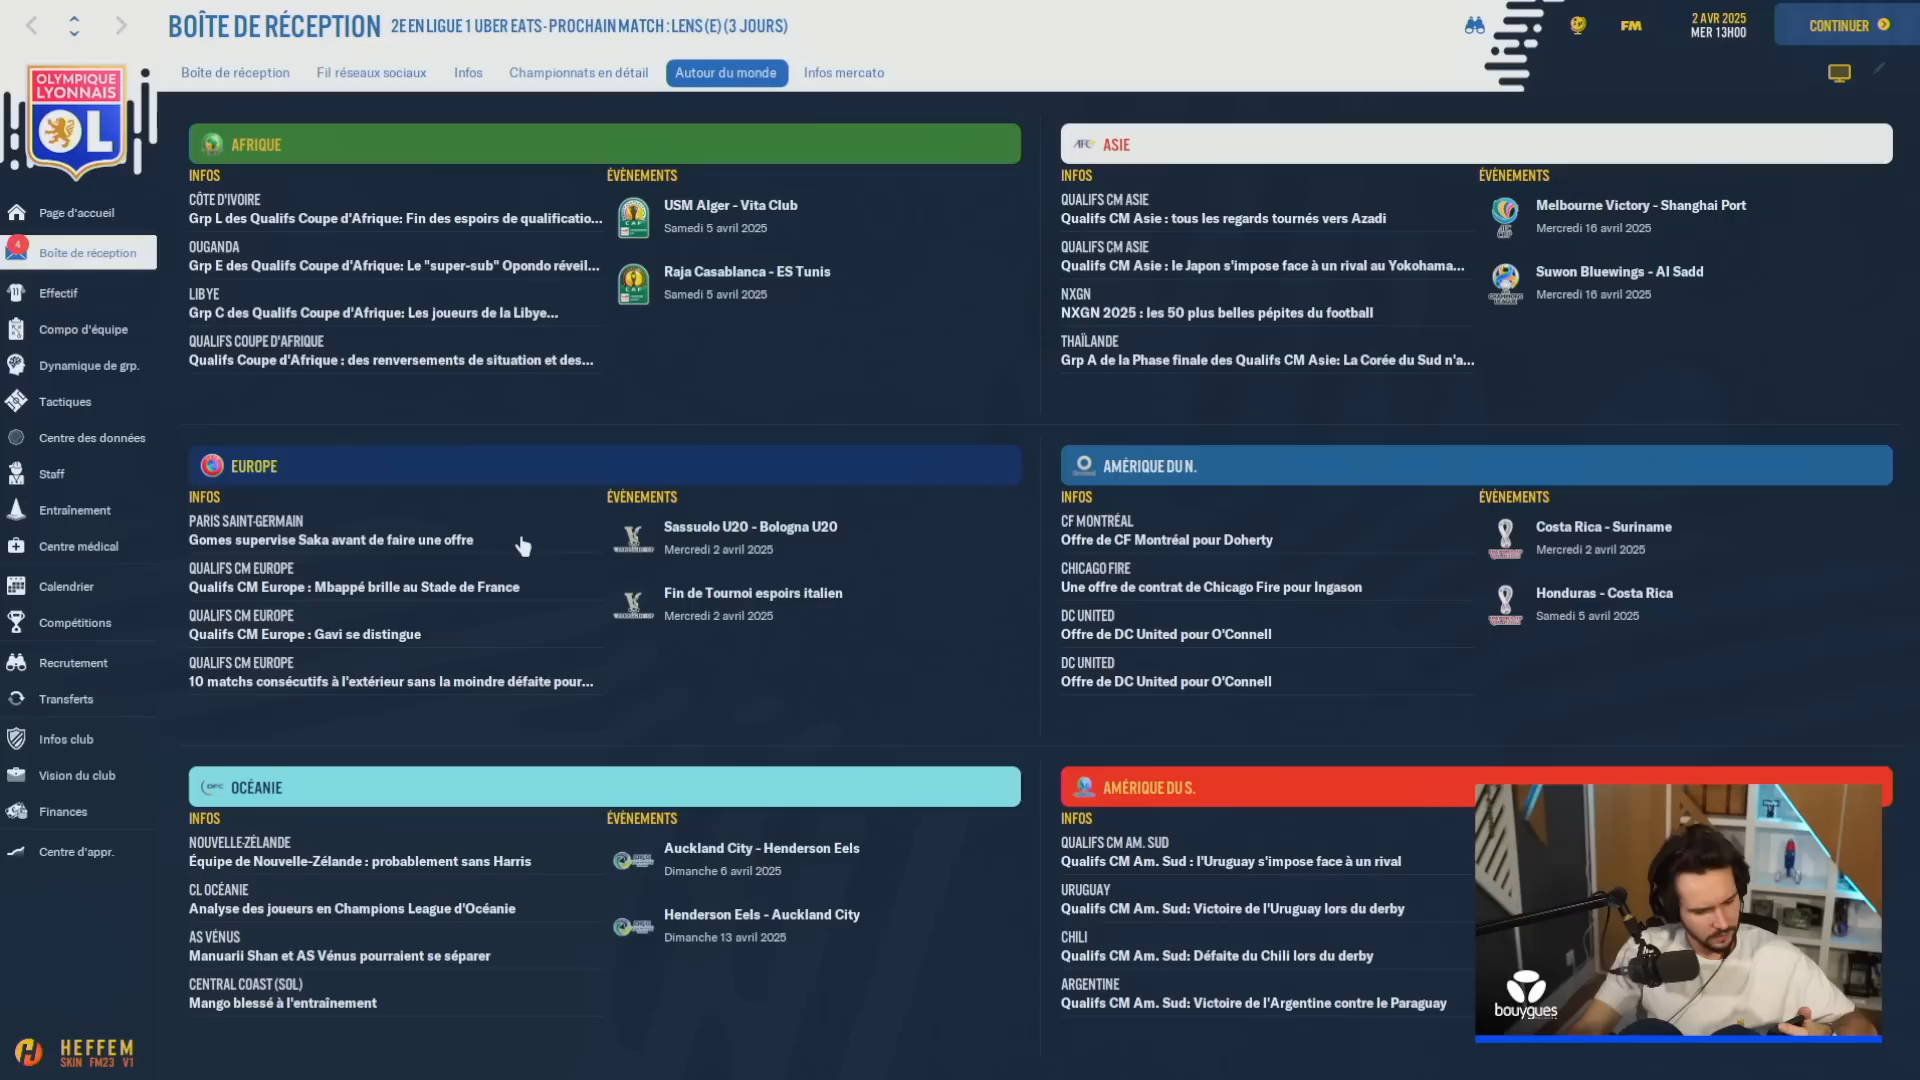 BOÎTE DE RÉCEPTION
2E EN LIGUE 1 UBER EATS - PROCHAIN MATCH : LENS (E) (3 JOURS)
FM
2 AVR 2025
MER 13H00
CONTINUER
Boîte de réception
Fil réseaux sociaux
Infos
Championnats en détail
Autour du monde
Infos mercato
OLYMPIQUE
LYONNAIS
OL
Page d'accueil
4
Boîte de réception
Effectif
Compo d'équipe
Dynamique de grp.
Tactiques
Centre des données
Staff
Entraînement
Centre médical
Calendrier
Compétitions
Recrutement
Transferts
Infos club
Vision du club
Finances
Centre d'appr.
HEFFEM
SKIN FM23 V1
AFRIQUE
INFOS
CÔTE D'IVOIRE
Grp L des Qualifs Coupe d'Afrique: Fin des espoirs de qualificatio...
OUGANDA
Grp E des Qualifs Coupe d'Afrique: Le "super-sub" Opondo réveil...
LIBYE
Grp C des Qualifs Coupe d'Afrique: Les joueurs de la Libye...
QUALIFS COUPE D'AFRIQUE
Qualifs Coupe d'Afrique : des renversements de situation et des...
ÉVÈNEMENTS
USM Alger - Vita Club
Samedi 5 avril 2025
Raja Casablanca - ES Tunis
Samedi 5 avril 2025
AFC
ASIE
INFOS
QUALIFS CM ASIE
Qualifs CM Asie : tous les regards tournés vers Azadi
QUALIFS CM ASIE
Qualifs CM Asie : le Japon s'impose face à un rival au Yokohama...
NXGN
NXGN 2025 : les 50 plus belles pépites du football
THAÏLANDE
Grp A de la Phase finale des Qualifs CM Asie: La Corée du Sud n'a...
ÉVÈNEMENTS
Melbourne Victory - Shanghai Port
Mercredi 16 avril 2025
Suwon Bluewings - Al Sadd
Mercredi 16 avril 2025
EUROPE
INFOS
PARIS SAINT-GERMAIN
Gomes supervise Saka avant de faire une offre
QUALIFS CM EUROPE
Qualifs CM Europe : Mbappé brille au Stade de France
QUALIFS CM EUROPE
Qualifs CM Europe : Gavi se distingue
QUALIFS CM EUROPE
10 matchs consécutifs à l'extérieur sans la moindre défaite pour...
ÉVÈNEMENTS
Sassuolo U20 - Bologna U20
Mercredi 2 avril 2025
Fin de Tournoi espoirs italien
Mercredi 2 avril 2025
AMÉRIQUE DU N.
INFOS
CF MONTRÉAL
Offre de CF Montréal pour Doherty
CHICAGO FIRE
Une offre de contrat de Chicago Fire pour Ingason
DC UNITED
Offre de DC United pour O'Connell
DC UNITED
Offre de DC United pour O'Connell
ÉVÈNEMENTS
Costa Rica - Suriname
Mercredi 2 avril 2025
Honduras - Costa Rica
Samedi 5 avril 2025
OFC
OCÉANIE
INFOS
NOUVELLE-ZÉLANDE
Équipe de Nouvelle-Zélande : probablement sans Harris
CL OCÉANIE
Analyse des joueurs en Champions League d'Océanie
AS VÉNUS
Manuarii Shan et AS Vénus pourraient se séparer
CENTRAL COAST (SOL)
Mango blessé à l'entraînement
ÉVÈNEMENTS
Auckland City - Henderson Eels
Dimanche 6 avril 2025
Henderson Eels - Auckland City
Dimanche 13 avril 2025
AMÉRIQUE DU S.
INFOS
QUALIFS CM AM. SUD
Qualifs CM Am. Sud : l'Uruguay s'impose face à un rival
URUGUAY
Qualifs CM Am. Sud: Victoire de l'Uruguay lors du derby
CHILI
Qualifs CM Am. Sud: Défaite du Chili lors du derby
ARGENTINE
Qualifs CM Am. Sud: Victoire de l'Argentine contre le Paraguay
bouygues